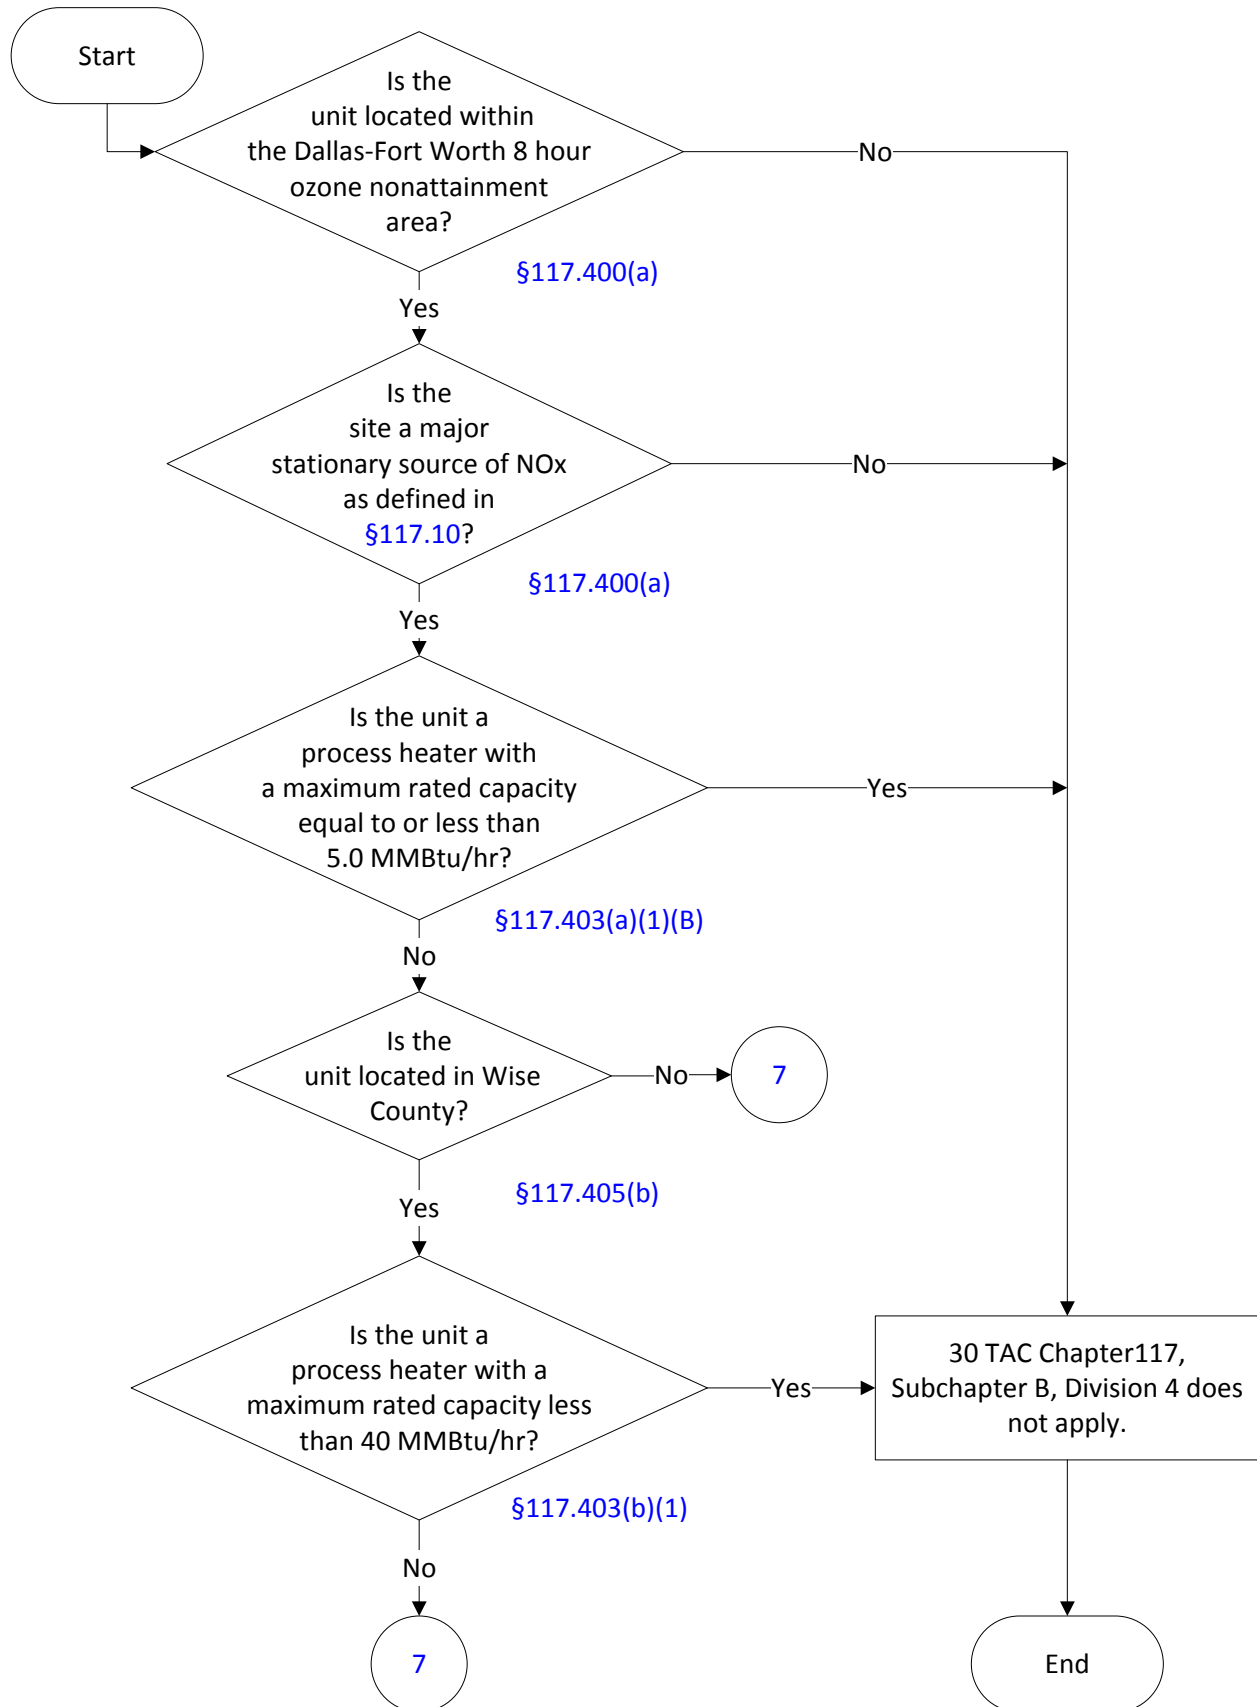 Start
Is the
unit located within
the Dallas-Fort Worth 8 hour
ozone nonattainment
area?
No
§117.400(a)
Yes
Is the
site a major
stationary source of NOx
as defined in
§117.10?
No
§117.400(a)
Yes
Is the unit a
process heater with
a maximum rated capacity
equal to or less than
5.0 MMBtu/hr?
Yes
§117.403(a)(1)(B)
No
Is the
unit located in Wise
County?
No
7
§117.405(b)
Yes
Is the unit a
process heater with a
maximum rated capacity less
than 40 MMBtu/hr?
Yes
30 TAC Chapter117,
Subchapter B, Division 4 does
not apply.
§117.403(b)(1)
No
7
End